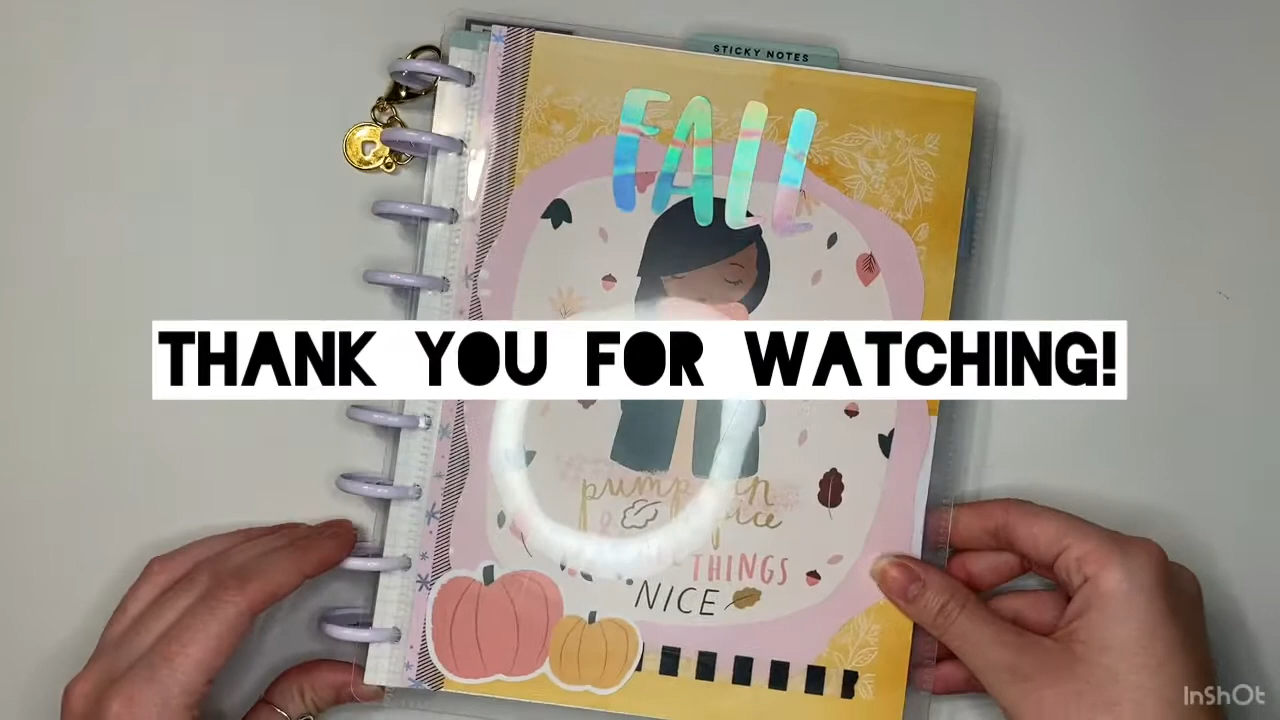 STICKY NOTES
FALL
THANK YOU FOR WATCHING!
THINGS
NICE
InShOt